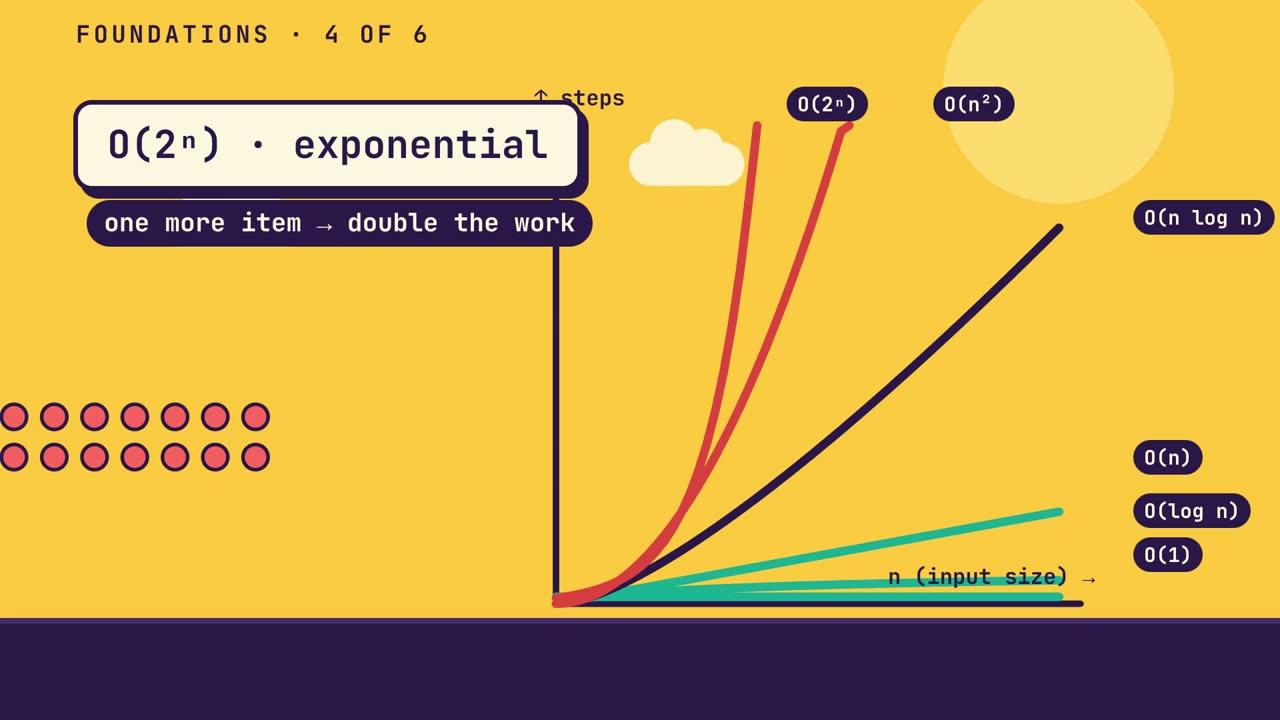 FOUNDATIONS · 4 OF 6
↑ steps
O(2ⁿ) · exponential
one more item → double the work
O(2ⁿ)
O(n²)
O(n log n)
O(n)
O(log n)
O(1)
n (input size) →